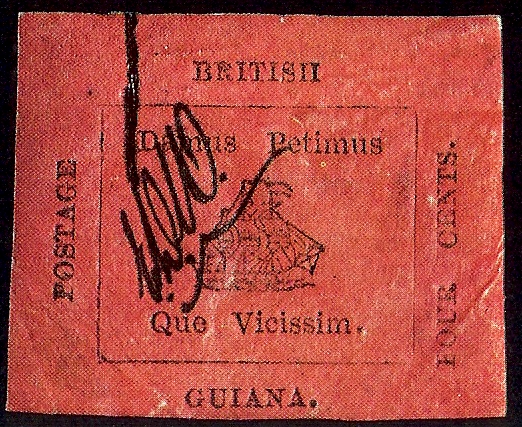 BRITISH
Damus Petimus
POSTAGE
FOUR CENTS.
Que Vicissim.
GUIANA.